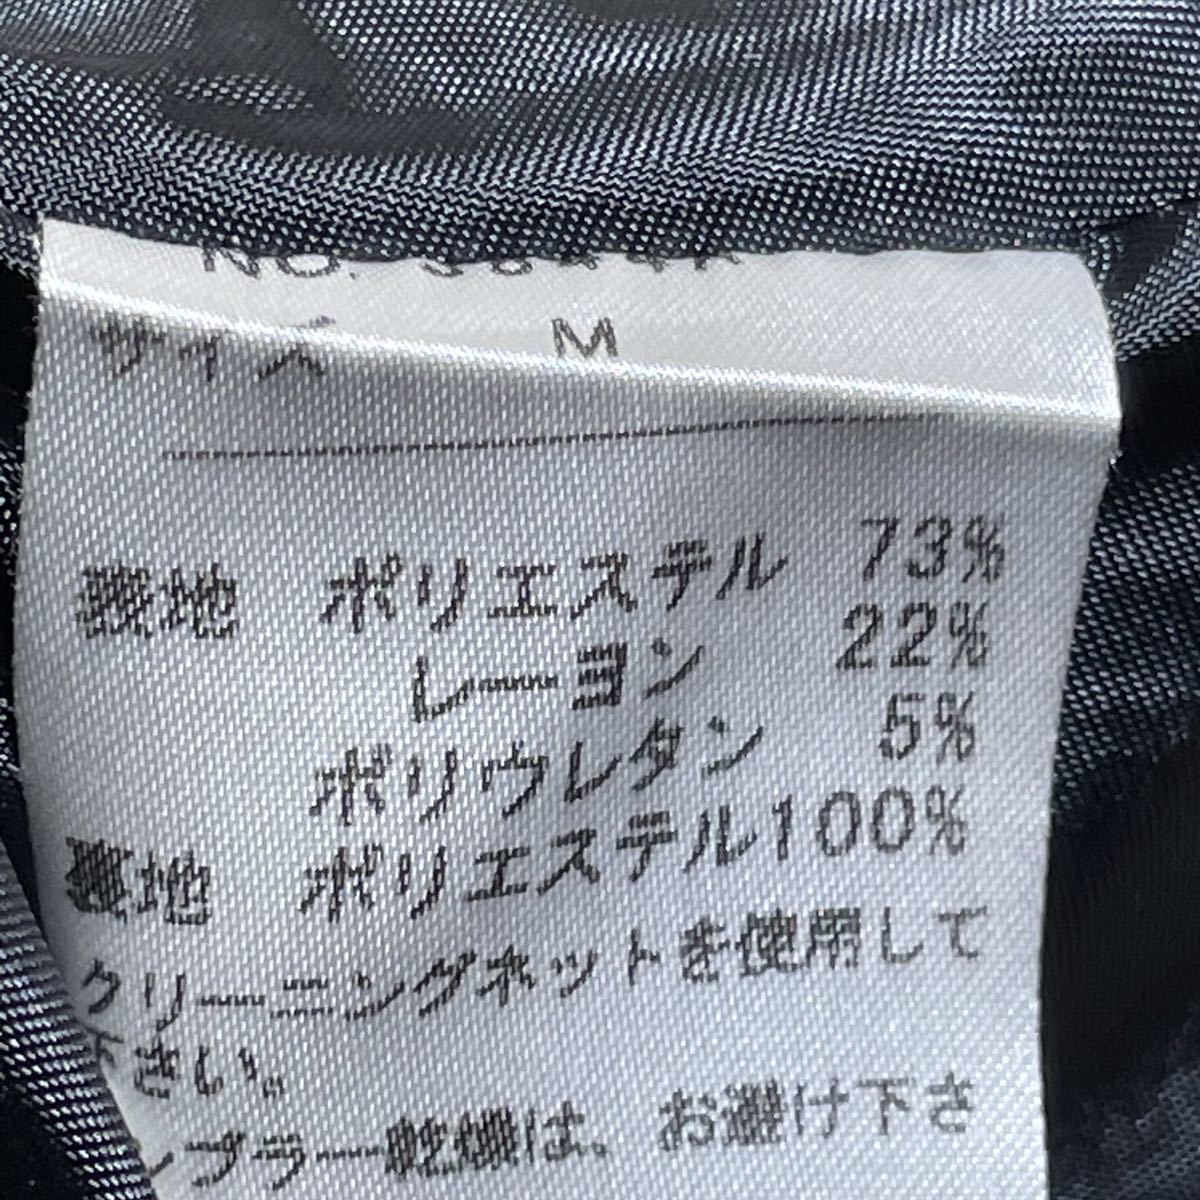 NO.
サイズ M
表地 ポリエステル 73%
レーヨン 22%
ポリウレタン 5%
裏地 ポリエステル100%
クリーニングネットを使用して
下さい。
ンブラー乾燥は、お避け下さ